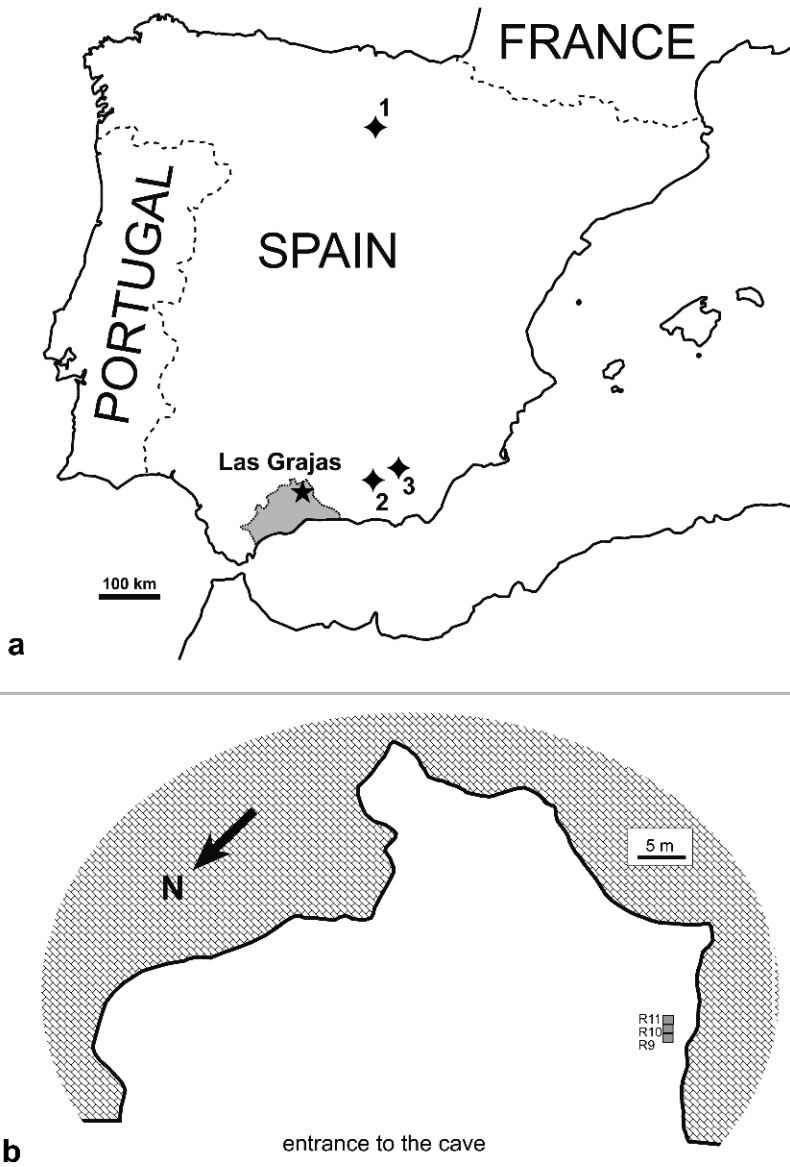 FRANCE
1
PORTUGAL
SPAIN
Las Grajas
3
2
100 km
a
5 m
N
R11
R10
R9
entrance to the cave
b